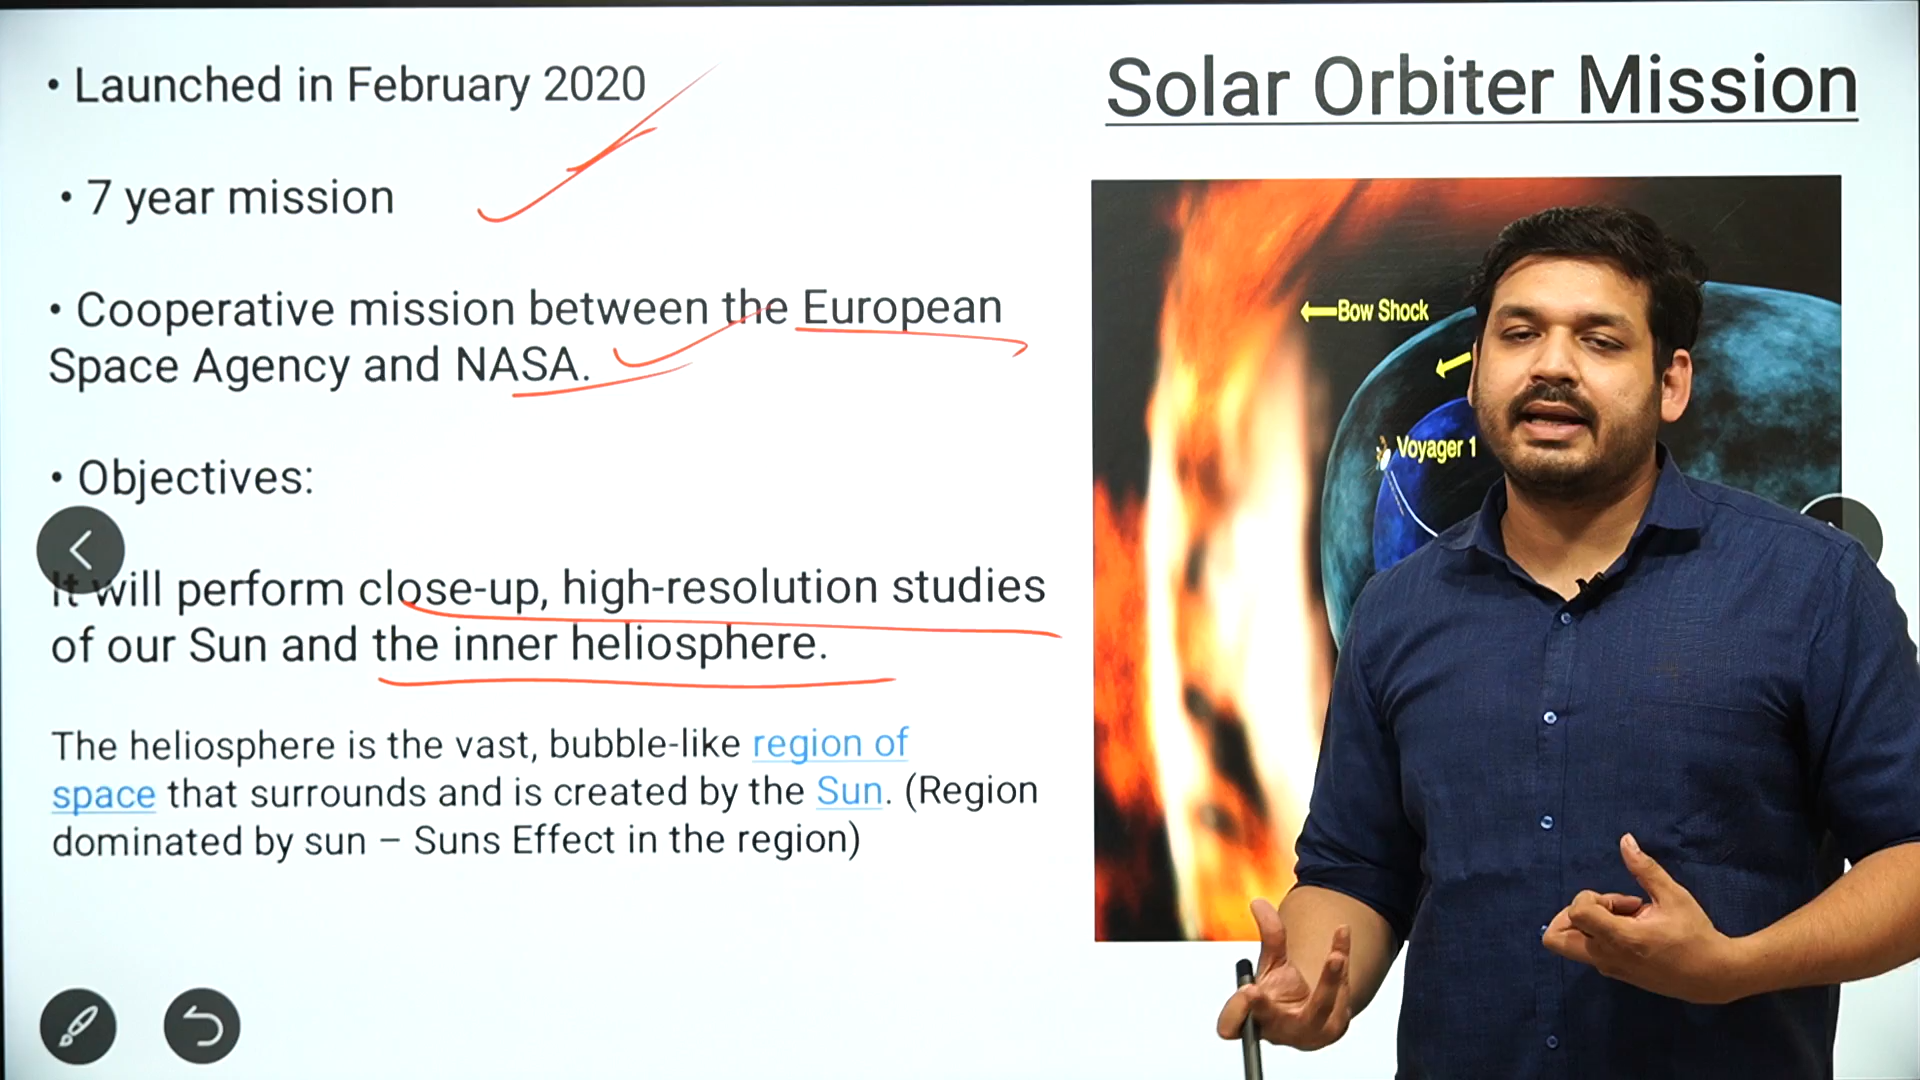 Solar Orbiter Mission
• Launched in February 2020
• 7 year mission
• Cooperative mission between the European
Space Agency and NASA.
• Objectives:
It will perform close-up, high-resolution studies
of our Sun and the inner heliosphere.
The heliosphere is the vast, bubble-like region of
space that surrounds and is created by the Sun. (Region
dominated by sun – Suns Effect in the region)
Bow Shock
Voyager 1